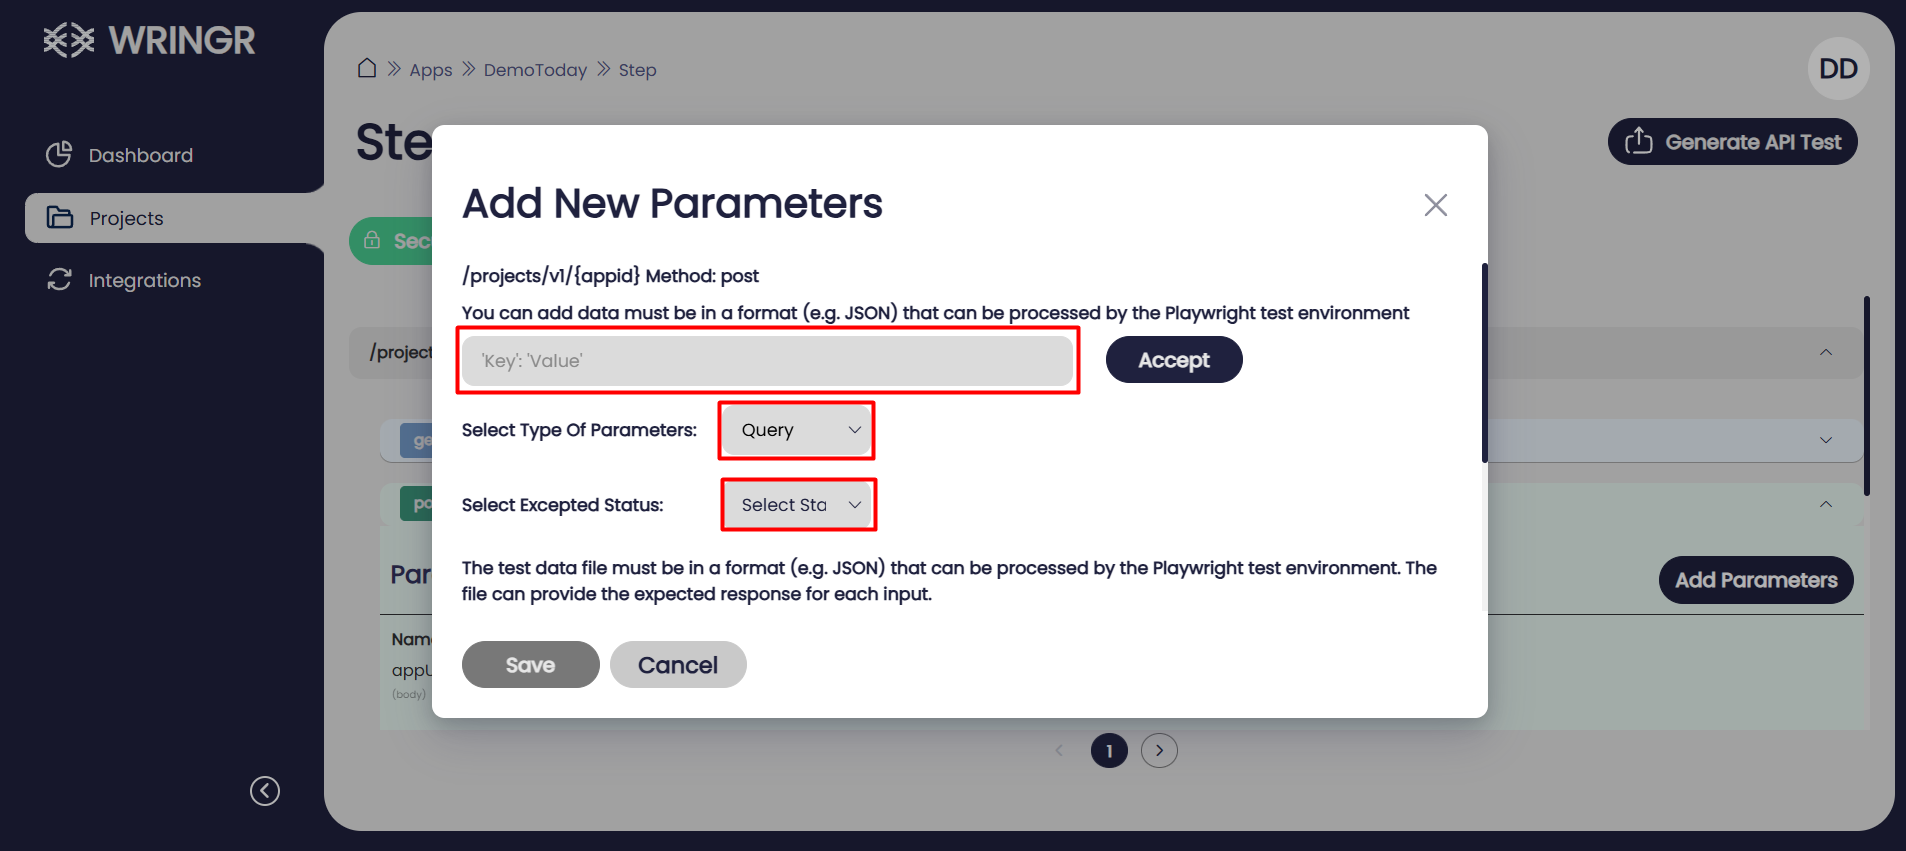 WRINGR
Apps DemoToday Step
DD
Dashboard
Projects
Integrations
Ste
Generate API Test
Sec
Add New Parameters
/projects/v1/{appid} Method: post
You can add data must be in a format (e.g. JSON) that can be processed by the Playwright test environment
'Key': 'Value'
Accept
/project
Select Type Of Parameters:
Query
ge
Select Excepted Status:
Select Sta
po
The test data file must be in a format (e.g. JSON) that can be processed by the Playwright test environment. The
file can provide the expected response for each input.
Par
Add Parameters
Nam
appU
(body)
Save
Cancel
1